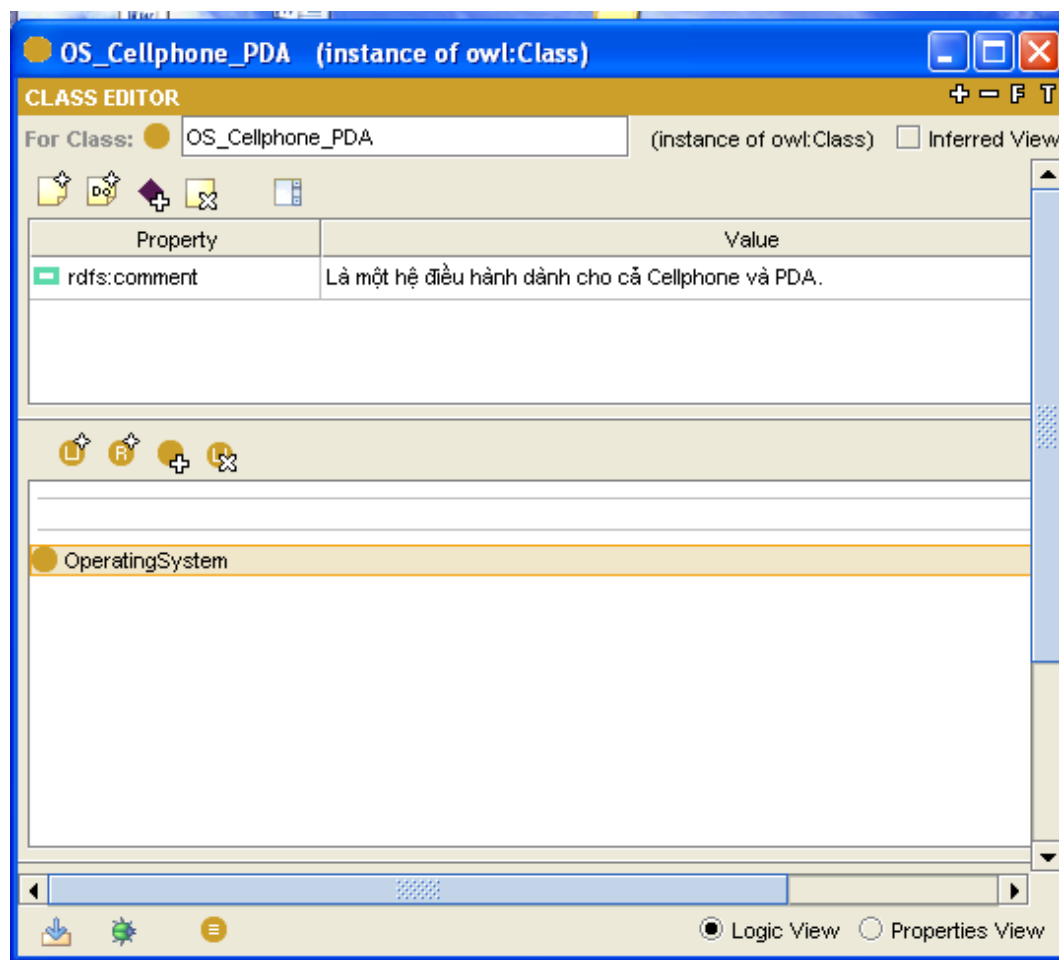 OS_Cellphone_PDA (instance of owl:Class)
CLASS EDITOR
F T
For Class: OS_Cellphone_PDA (instance of owl:Class) Inferred View
Property Value
rdfs:comment Là một hệ điều hành dành cho cả Cellphone và PDA.
OperatingSystem
Logic View Properties View